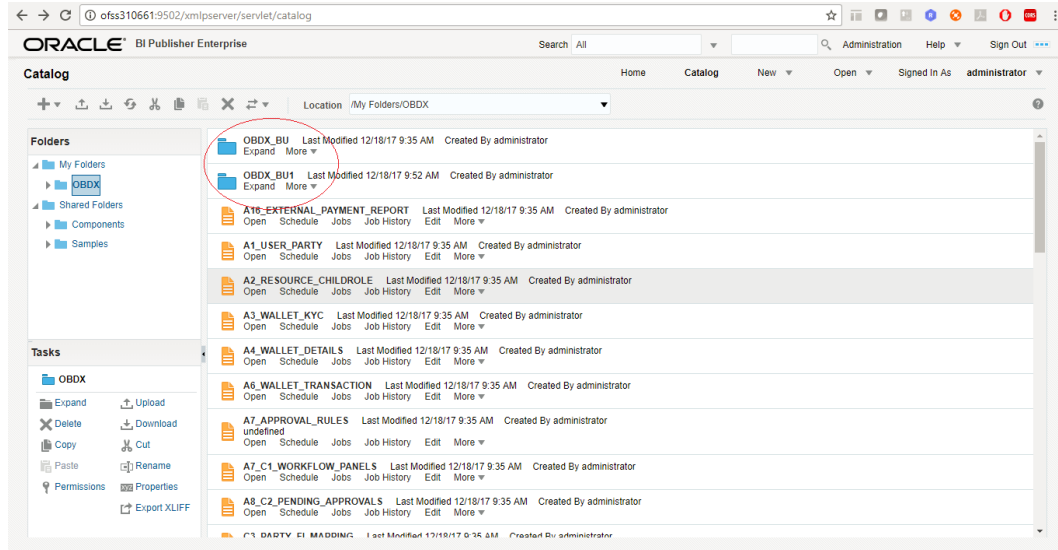 ofss310661:9502/xmlpserver/servlet/catalog
ORACLE BI Publisher Enterprise Search All Administration Help Sign Out
Catalog Home Catalog New Open Signed In As administrator
Location /My Folders/OBDX
Folders
My Folders
OBDX
Shared Folders
Components
Samples
Tasks
OBDX
Expand Upload
Delete Download
Copy Cut
Paste Rename
Permissions Properties
Export XLIFF
OBDX_BU Last Modified 12/18/17 9:35 AM Created By administrator
Expand More
OBDX_BU1 Last Modified 12/18/17 9:52 AM Created By administrator
Expand More
A16_EXTERNAL_PAYMENT_REPORT Last Modified 12/18/17 9:35 AM Created By administrator
Open Schedule Jobs Job History Edit More
A1_USER_PARTY Last Modified 12/18/17 9:35 AM Created By administrator
Open Schedule Jobs Job History Edit More
A2_RESOURCE_CHILDROLE Last Modified 12/18/17 9:35 AM Created By administrator
Open Schedule Jobs Job History Edit More
A3_WALLET_KYC Last Modified 12/18/17 9:35 AM Created By administrator
Open Schedule Jobs Job History Edit More
A4_WALLET_DETAILS Last Modified 12/18/17 9:35 AM Created By administrator
Open Schedule Jobs Job History Edit More
A6_WALLET_TRANSACTION Last Modified 12/18/17 9:35 AM Created By administrator
Open Schedule Jobs Job History Edit More
A7_APPROVAL_RULES Last Modified 12/18/17 9:35 AM Created By administrator
undefined
Open Schedule Jobs Job History Edit More
A7_C1_WORKFLOW_PANELS Last Modified 12/18/17 9:35 AM Created By administrator
Open Schedule Jobs Job History Edit More
A8_C2_PENDING_APPROVALS Last Modified 12/18/17 9:35 AM Created By administrator
Open Schedule Jobs Job History Edit More
C3_PARTY_FI_MAPPING Last Modified 12/18/17 9:35 AM Created By administrator